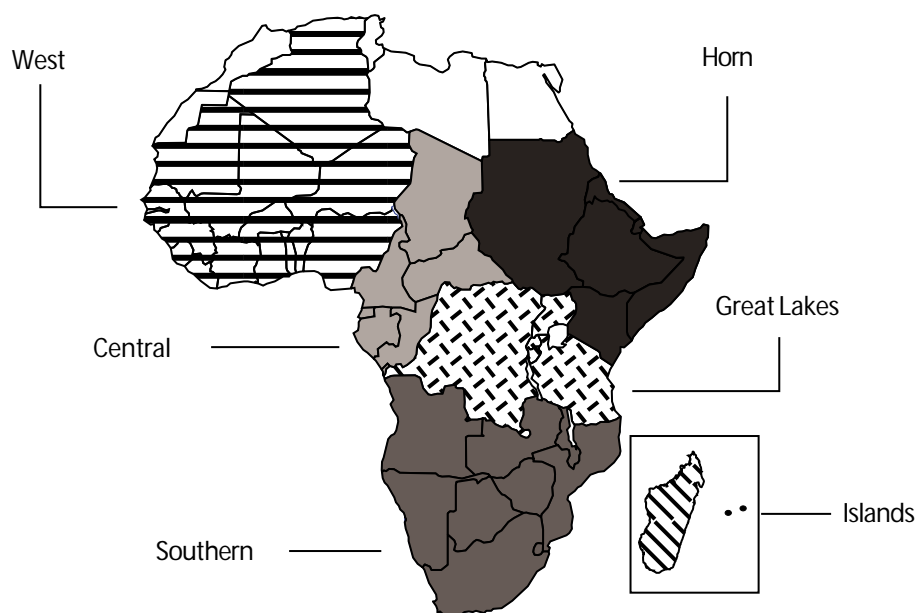 West
Horn
Great Lakes
Central
Islands
Southern